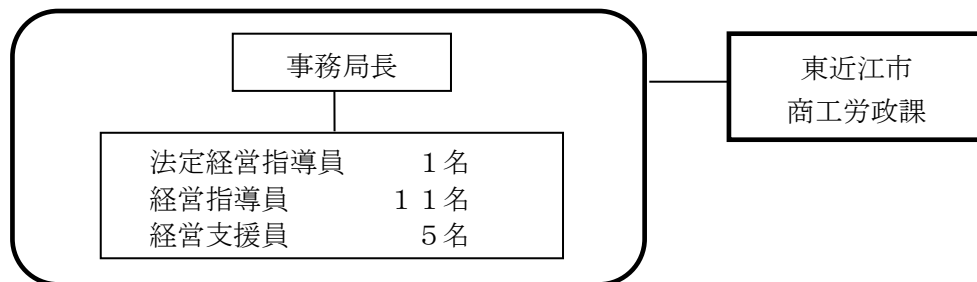 事務局長
東近江市
商工労政課
法定経営指導員　　　１名
経営指導員　　　　１１名
経営支援員　　　　　５名